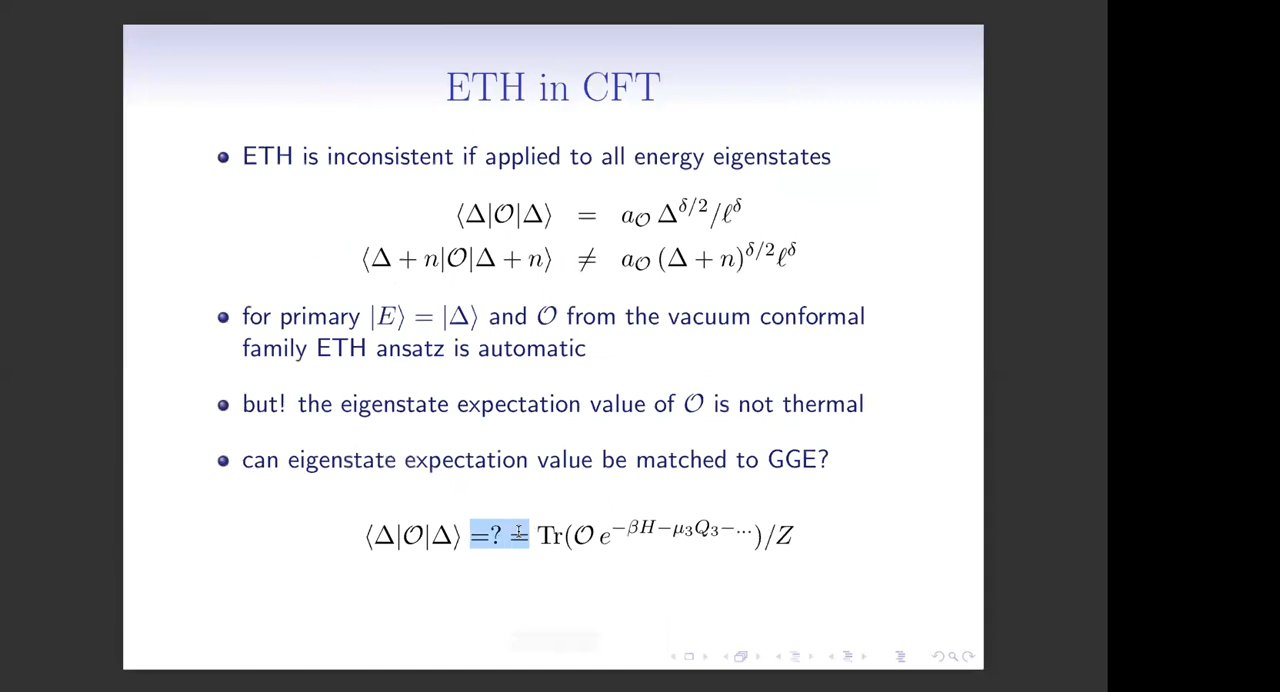 ETH in CFT
ETH is inconsistent if applied to all energy eigenstates
⟨Δ|𝒪|Δ⟩ = a_𝒪 Δ^{δ/2}/ℓ^δ
⟨Δ + n|𝒪|Δ + n⟩ ≠ a_𝒪 (Δ + n)^{δ/2}ℓ^δ
for primary |E⟩ = |Δ⟩ and 𝒪 from the vacuum conformal
family ETH ansatz is automatic
but! the eigenstate expectation value of 𝒪 is not thermal
can eigenstate expectation value be matched to GGE?
⟨Δ|𝒪|Δ⟩ =? = Tr(𝒪 e^{−βH−μ₃Q₃−···})/Z